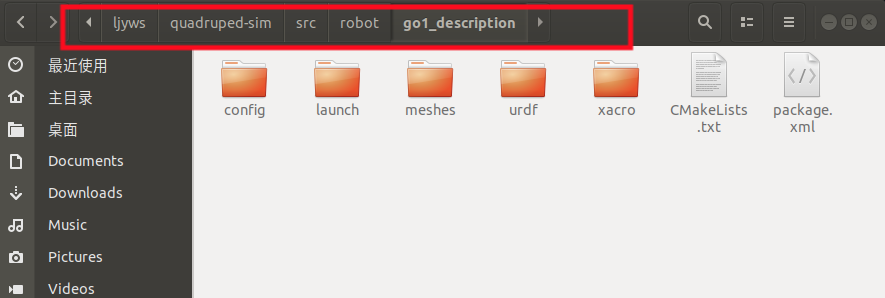 ljyws quadruped-sim src robot go1_description
最近使用
主目录
桌面
Documents
Downloads
Music
Pictures
Videos
config launch meshes urdf xacro CMakeLists
.txt package.
xml